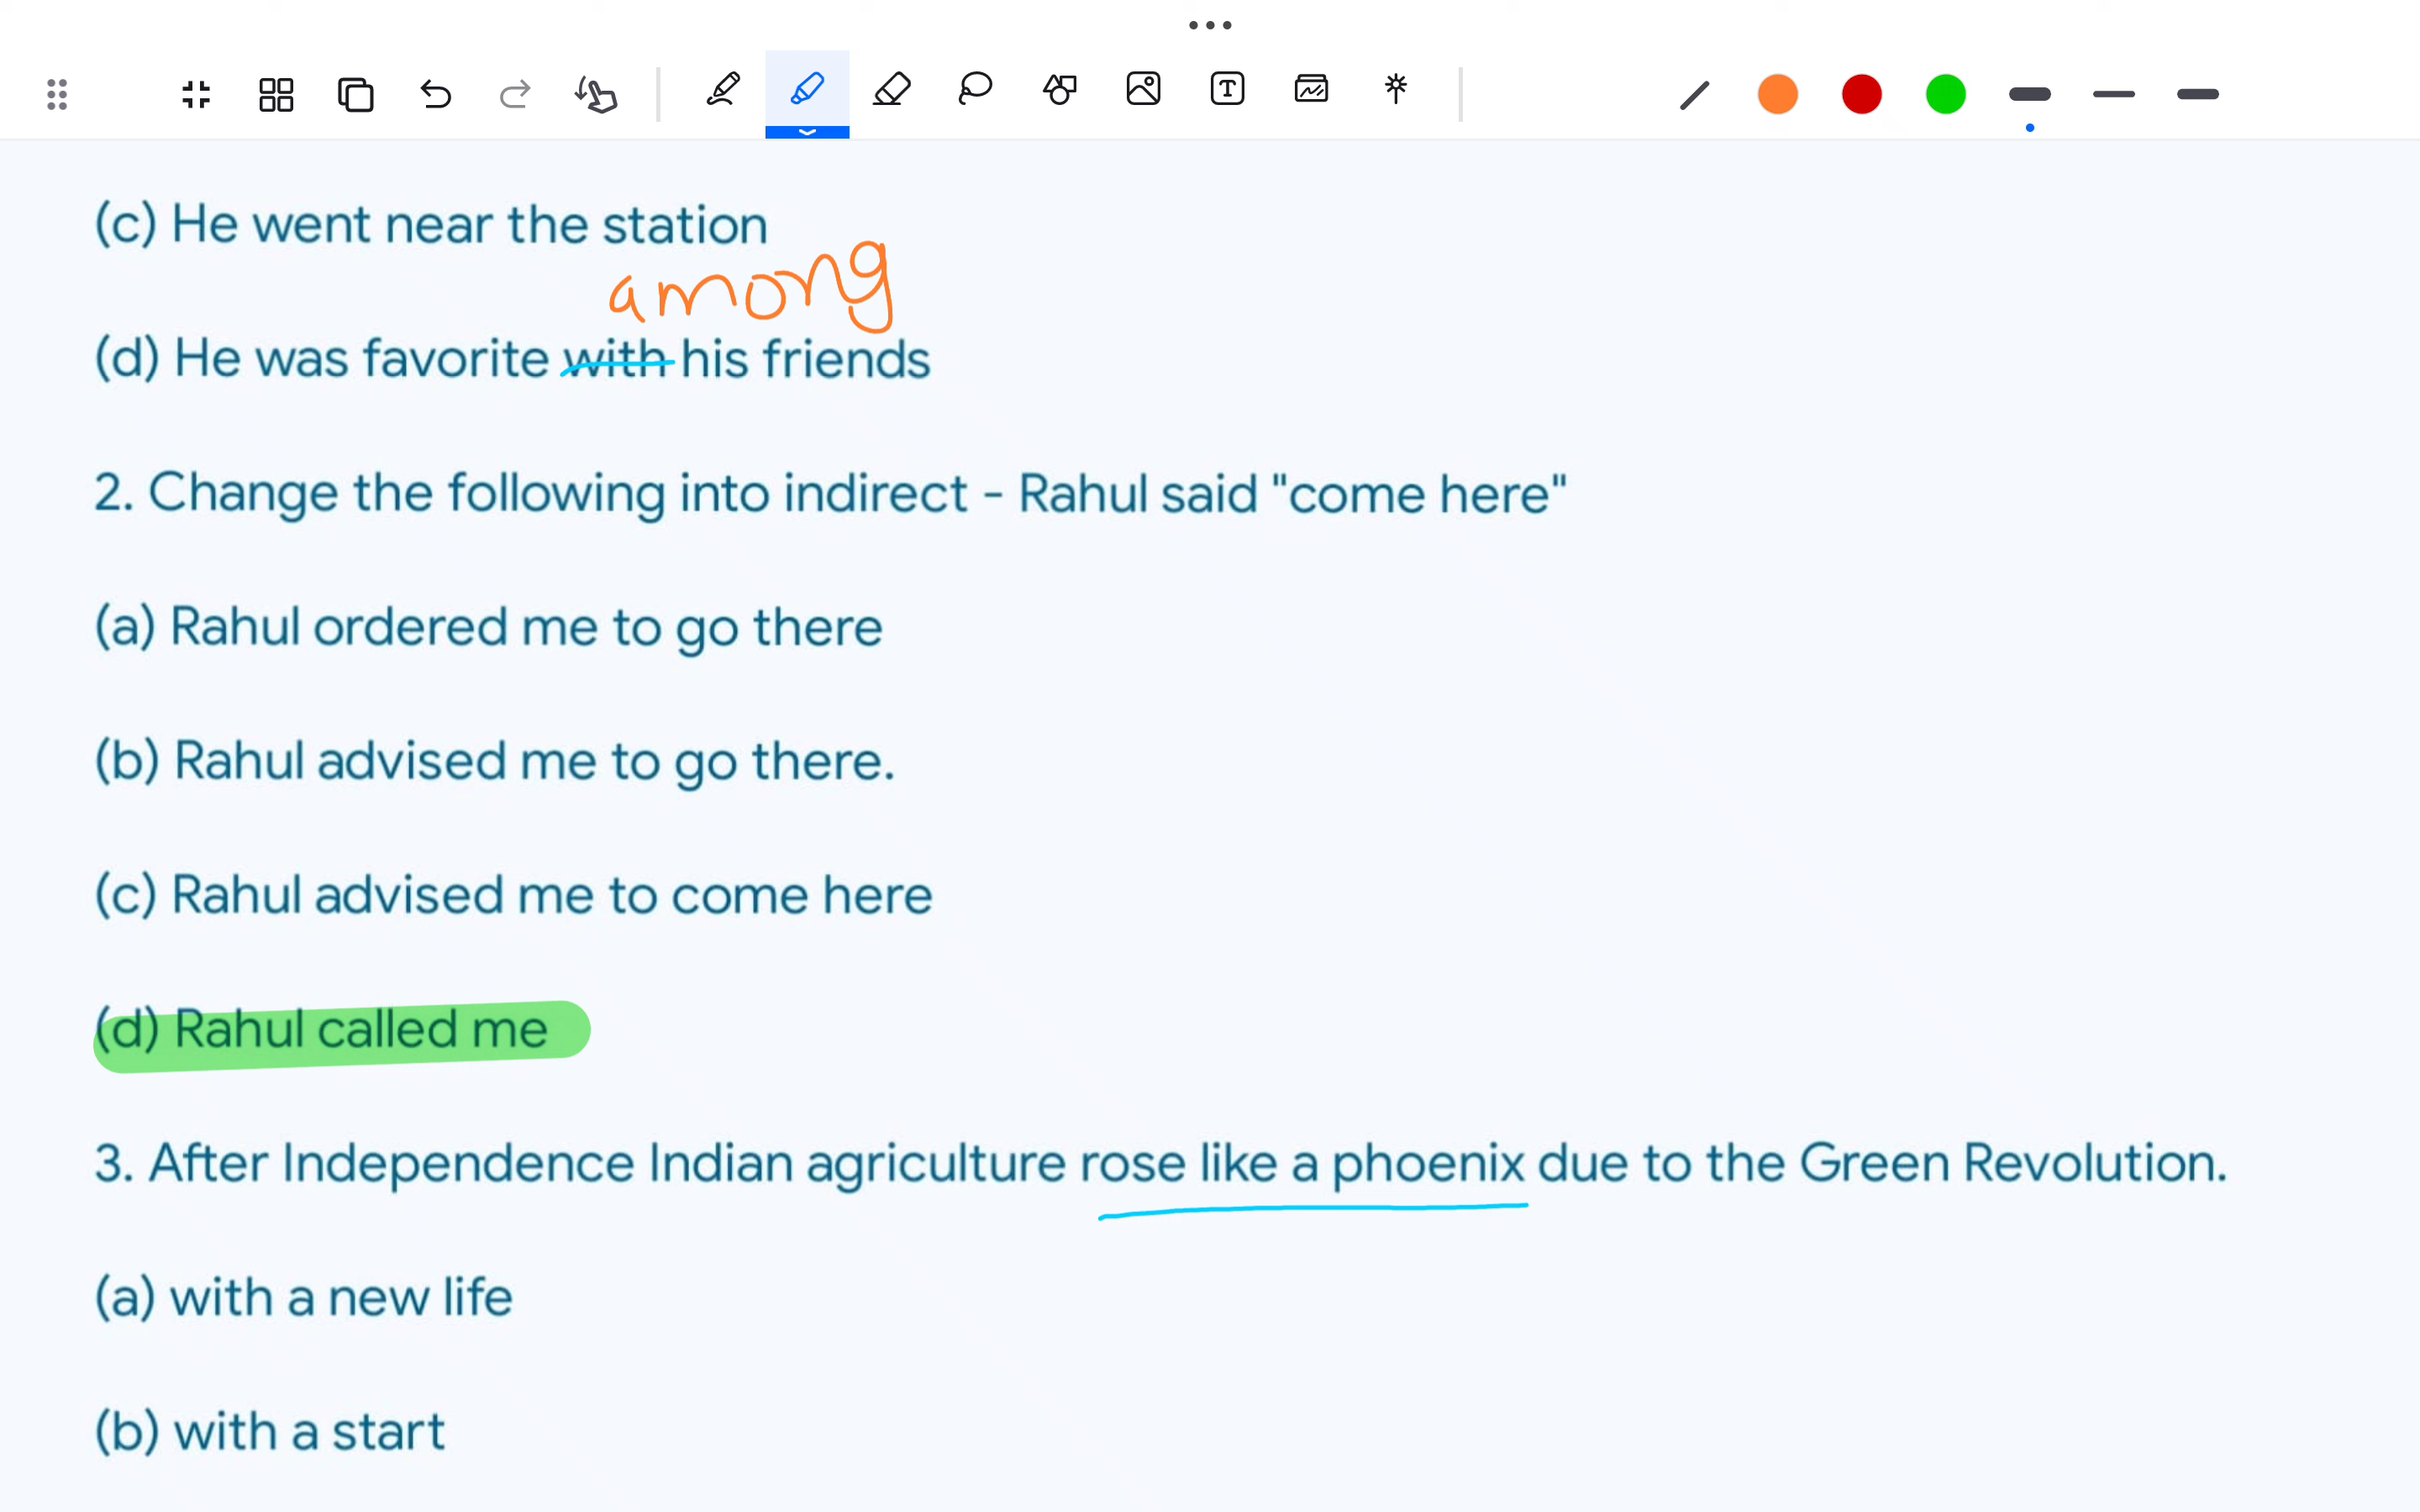 (c) He went near the station
among
(d) He was favorite with his friends
2. Change the following into indirect - Rahul said "come here"
(a) Rahul ordered me to go there
(b) Rahul advised me to go there.
(c) Rahul advised me to come here
(d) Rahul called me
3. After Independence Indian agriculture rose like a phoenix due to the Green Revolution.
(a) with a new life
(b) with a start